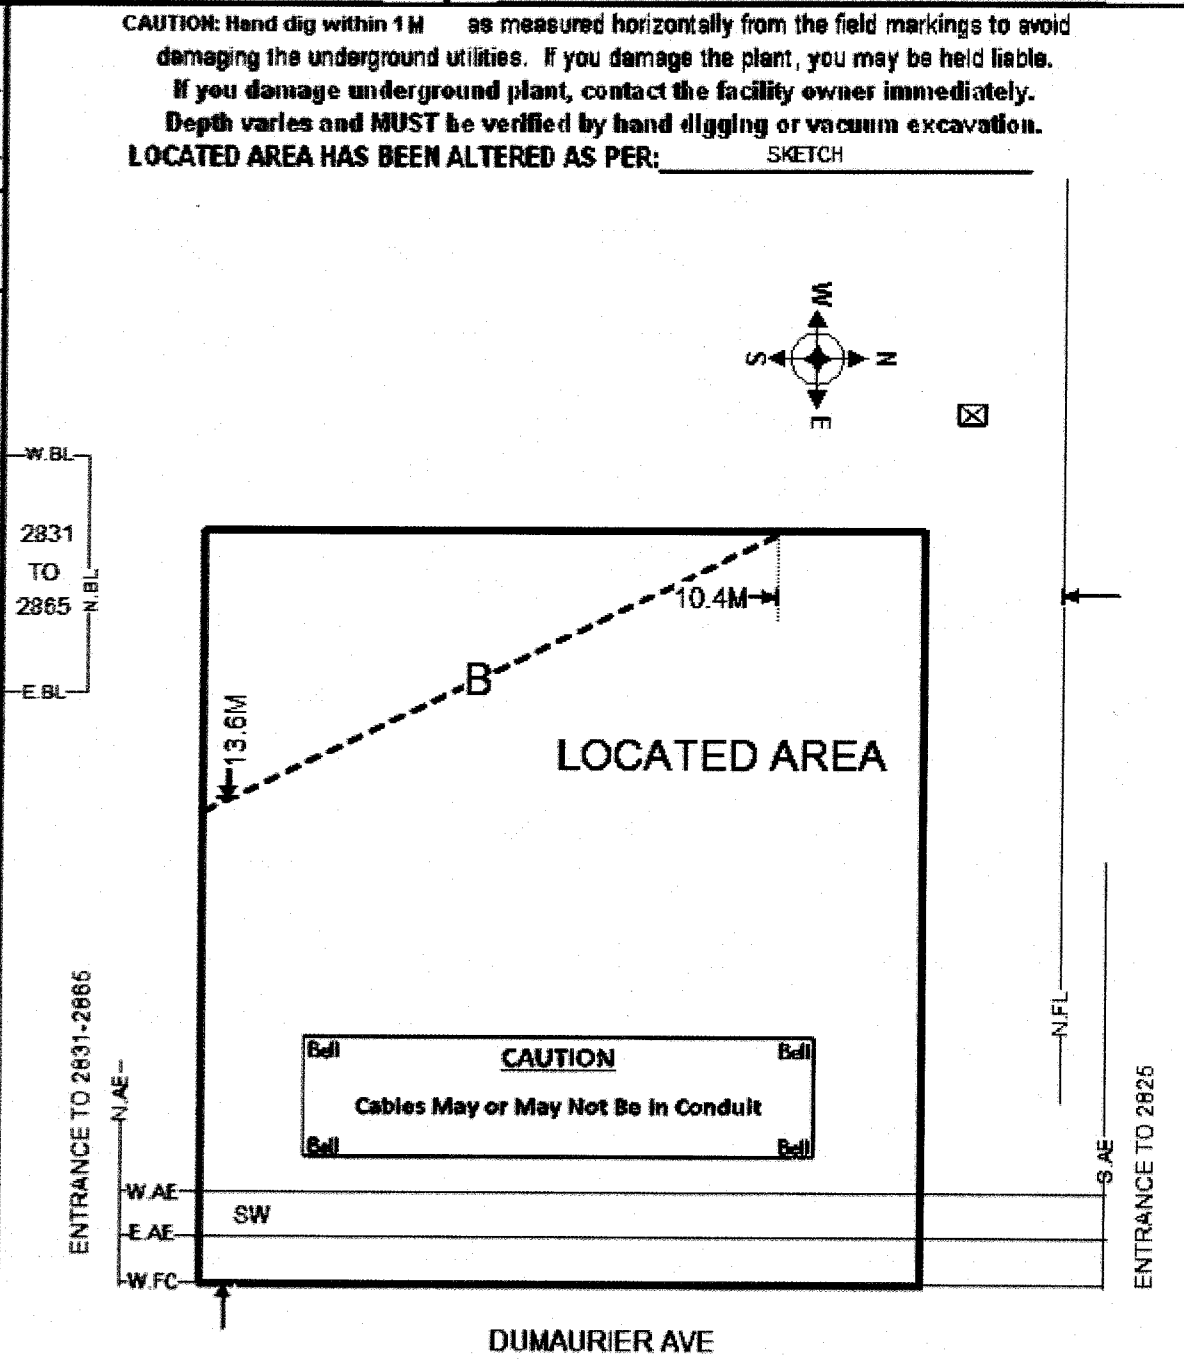 CAUTION: Hand dig within 1 M as measured horizontally from the field markings to avoid
damaging the underground utilities. If you damage the plant, you may be held liable.
If you damage underground plant, contact the facility owner immediately.
Depth varies and MUST be verified by hand digging or vacuum excavation.
LOCATED AREA HAS BEEN ALTERED AS PER: SKETCH
W
S
N
E
W.BL
2831
TO
2865
N.BL
E.BL
10.4M
B
13.6M
LOCATED AREA
ENTRANCE TO 2831-2865
N.AE
Bell
CAUTION
Bell
Cables May or May Not Be in Conduit
Bell
Bell
N.FL
S.AE
ENTRANCE TO 2825
W.AE
SW
E.AE
W.FC
DUMAURIER AVE